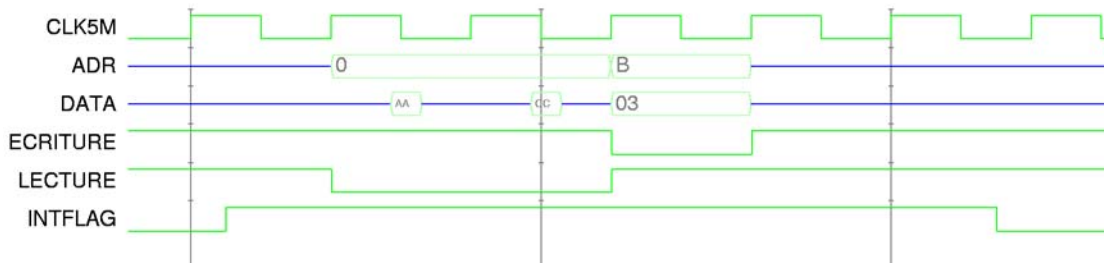 CLK5M
ADR 0 B
DATA AA CC 03
ECRITURE
LECTURE
INTFLAG